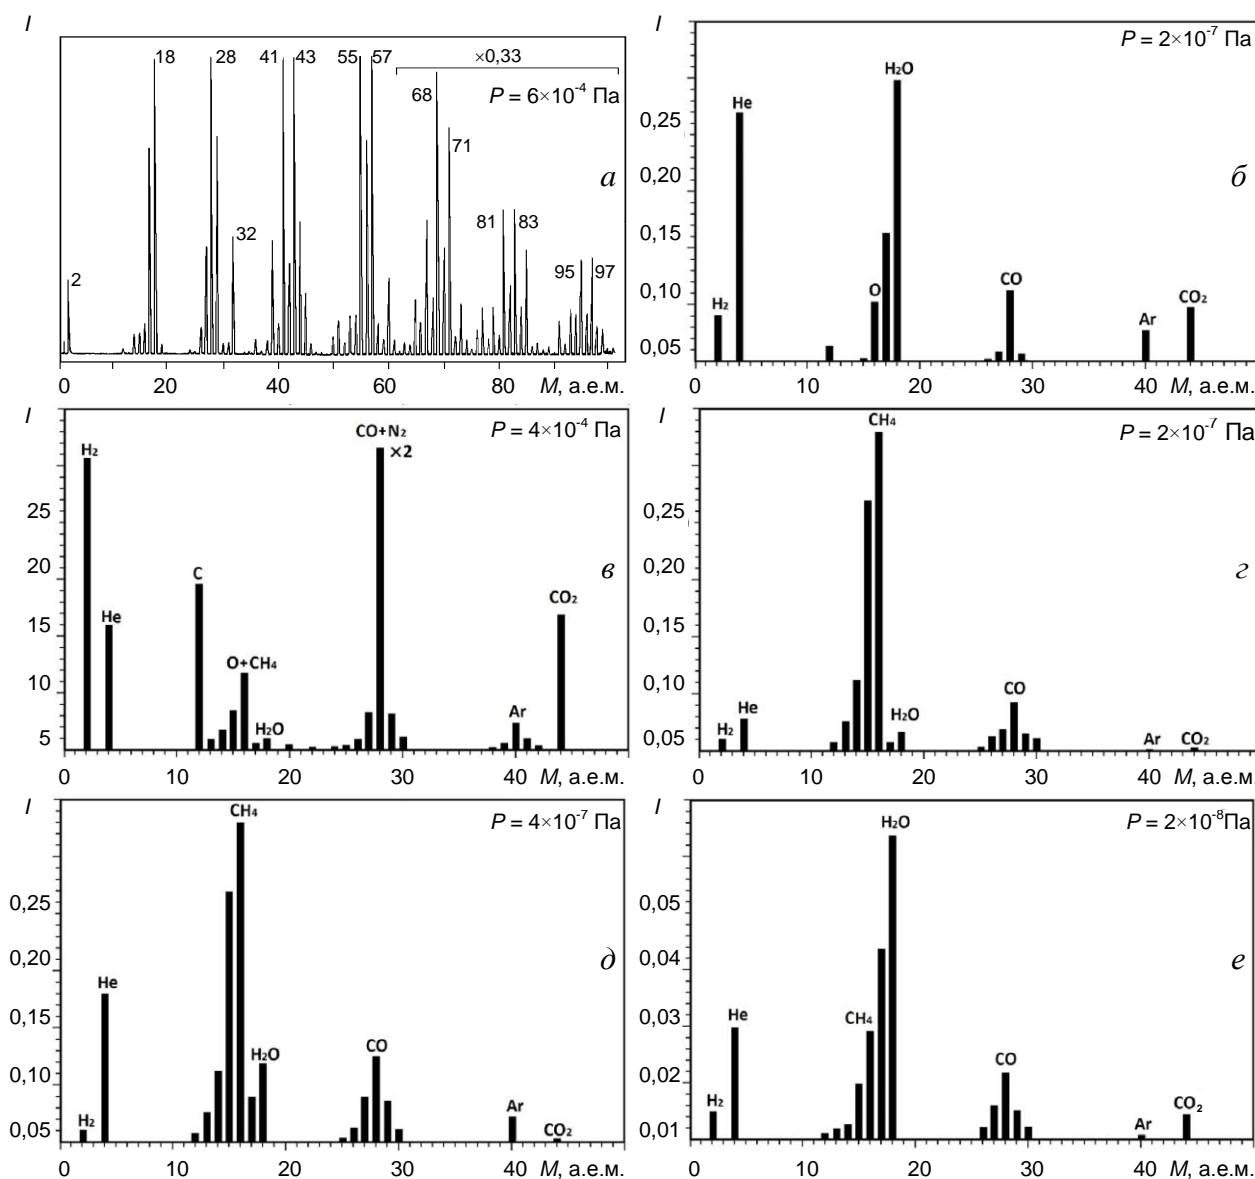 I
18 28 41 43 55 57
×0,33
P = 6×10⁻⁴ Па
68
71
а
32
81 83
2
95 97
0 20 40 60 80 M, а.е.м.
I
P = 2×10⁻⁷ Па
H₂O
He
0,25
б
0,20
0,15
CO
0,10
H₂ O Ar CO₂
0,05
0 10 20 30 40 M, а.е.м.
I
CO+N₂
P = 4×10⁻⁴ Па
H₂
×2
25
C
в
20
He
CO₂
15
O+CH₄
10
H₂O Ar
5
0 10 20 30 40 M, а.е.м.
I
CH₄
P = 2×10⁻⁷ Па
0,25
г
0,20
0,15
CO
0,10
H₂ He H₂O
Ar CO₂
0,05
0 10 20 30 40 M, а.е.м.
I
CH₄
P = 4×10⁻⁷ Па
0,25
He
д
0,20
0,15
H₂O CO
0,10
H₂ Ar CO₂
0,05
0 10 20 30 40 M, а.е.м.
I
P = 2×10⁻⁸Па
H₂O
0,05
е
0,04
He CH₄
0,03
CO
0,02
H₂ Ar CO₂
0,01
0 10 20 30 40 M, а.е.м.